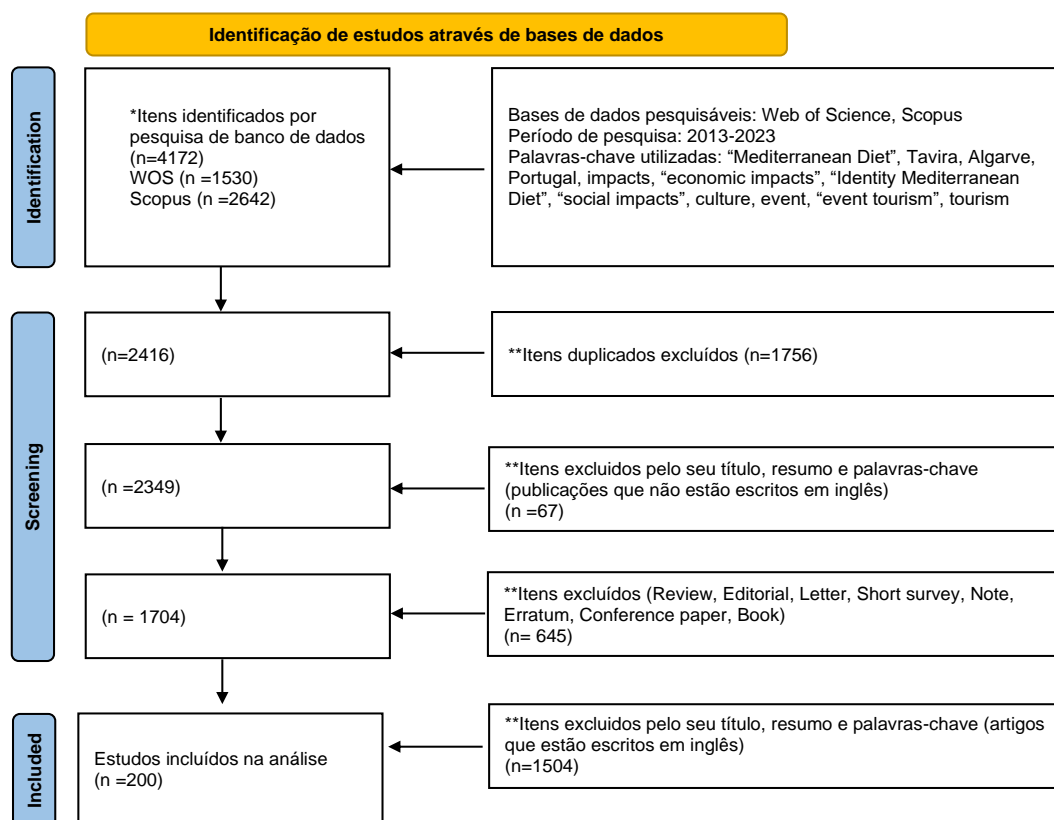 Identificação de estudos através de bases de dados
Identification
*Itens identificados por
pesquisa de banco de dados
(n=4172)
WOS (n =1530)
Scopus (n =2642)
Bases de dados pesquisáveis: Web of Science, Scopus
Período de pesquisa: 2013-2023
Palavras-chave utilizadas: “Mediterranean Diet”, Tavira, Algarve,
Portugal, impacts, “economic impacts”, “Identity Mediterranean
Diet”, “social impacts”, culture, event, “event tourism”, tourism
Screening
(n=2416)
**Itens duplicados excluídos (n=1756)
(n =2349)
**Itens excluidos pelo seu título, resumo e palavras-chave
(publicações que não estão escritos em inglês)
(n =67)
(n = 1704)
**Itens excluídos (Review, Editorial, Letter, Short survey, Note,
Erratum, Conference paper, Book)
(n= 645)
Included
Estudos incluídos na análise
(n =200)
**Itens excluidos pelo seu título, resumo e palavras-chave (artigos
que estão escritos em inglês)
(n=1504)